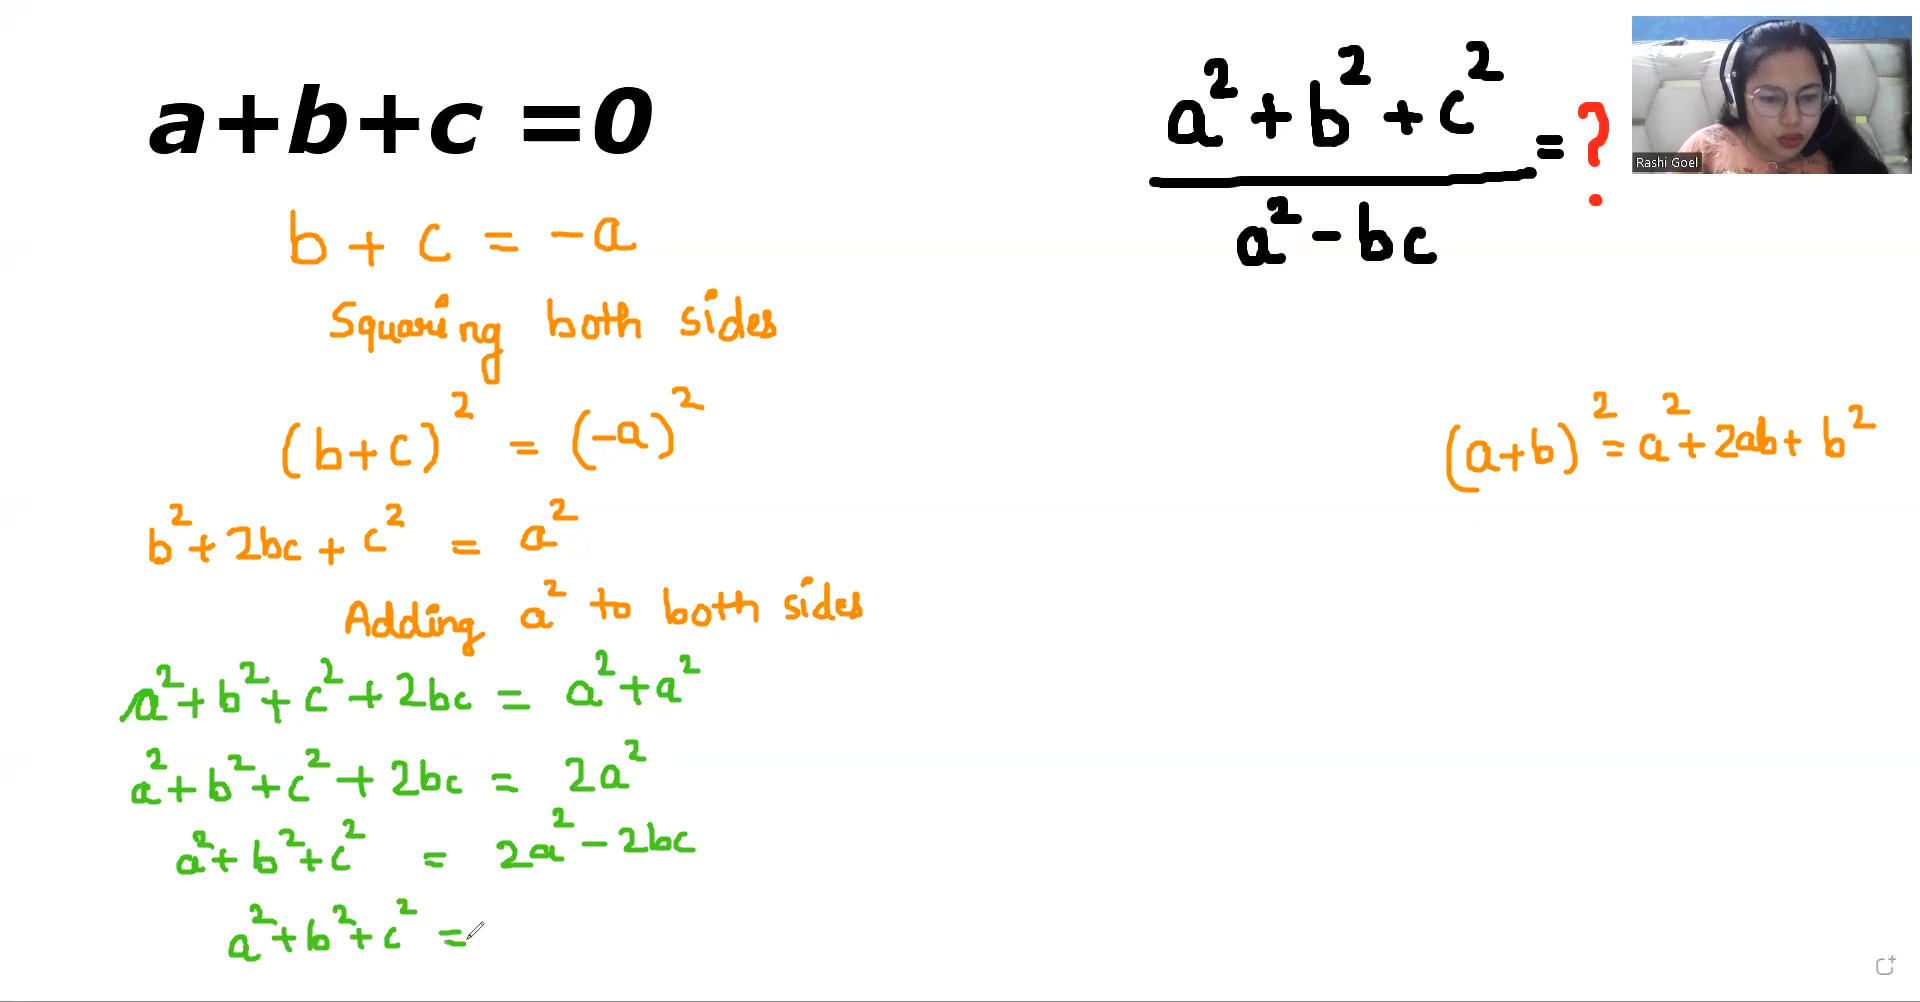 a+b+c =0
b + c = -a
Squaring both sides
(b+c)² = (-a)²
b² + 2bc + c² = a²
Adding a² to both sides
a² + b² + c² + 2bc = a² + a²
a² + b² + c² + 2bc = 2a²
a² + b² + c² = 2a² - 2bc
a² + b² + c² =
a² + b² + c²
= ?
a² - bc
Rashi Goel
(a+b)² = a² + 2ab + b²